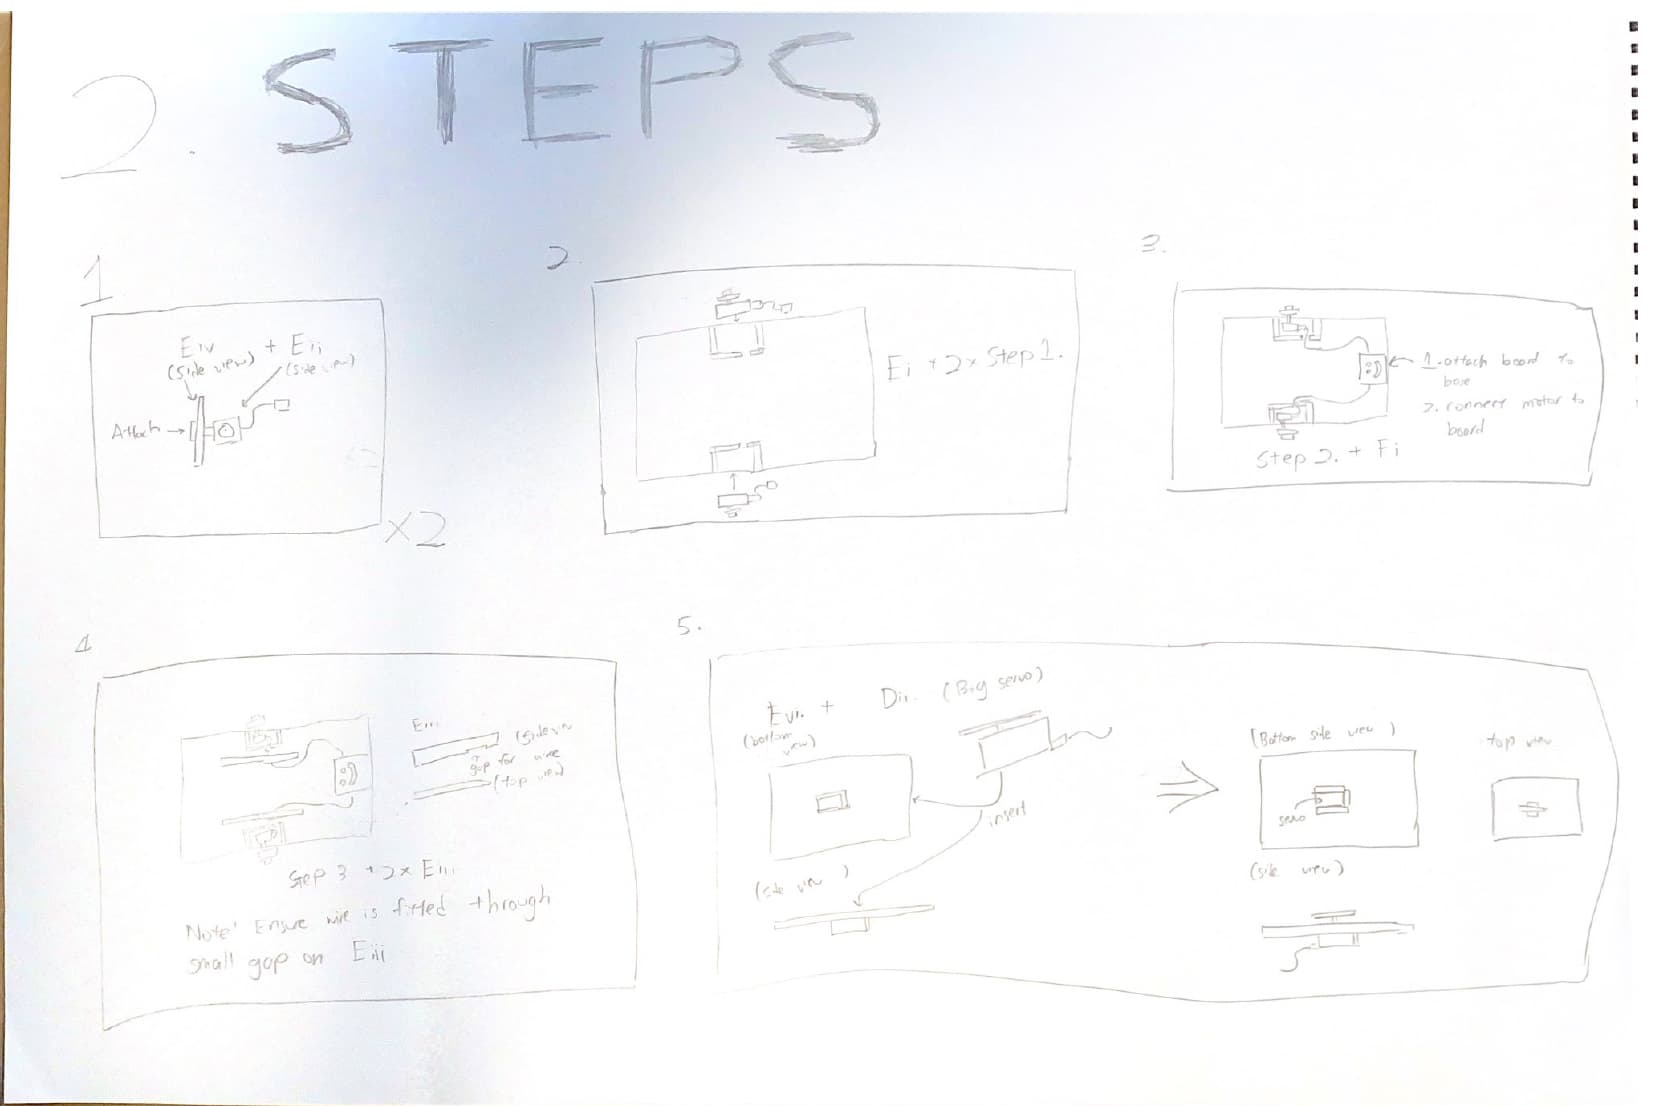 2. STEPS
1
Eiv + Eii
(side view) (side view)
Attach
x2
2.
Ei + 2x Step 1.
3.
1. attach board to
base
2. connect motor to
board
Step 2. + Fi
4
Eiii
(side view
gap for wire
(top view)
Step 3 + 2x Eiii
Note! Ensure wire is fitted through
small gap on Eiii
5.
Evi. + Dii. (Big servo)
(bottom
view)
insert
(side view)
(Bottom side view)
servo
(side view)
top view